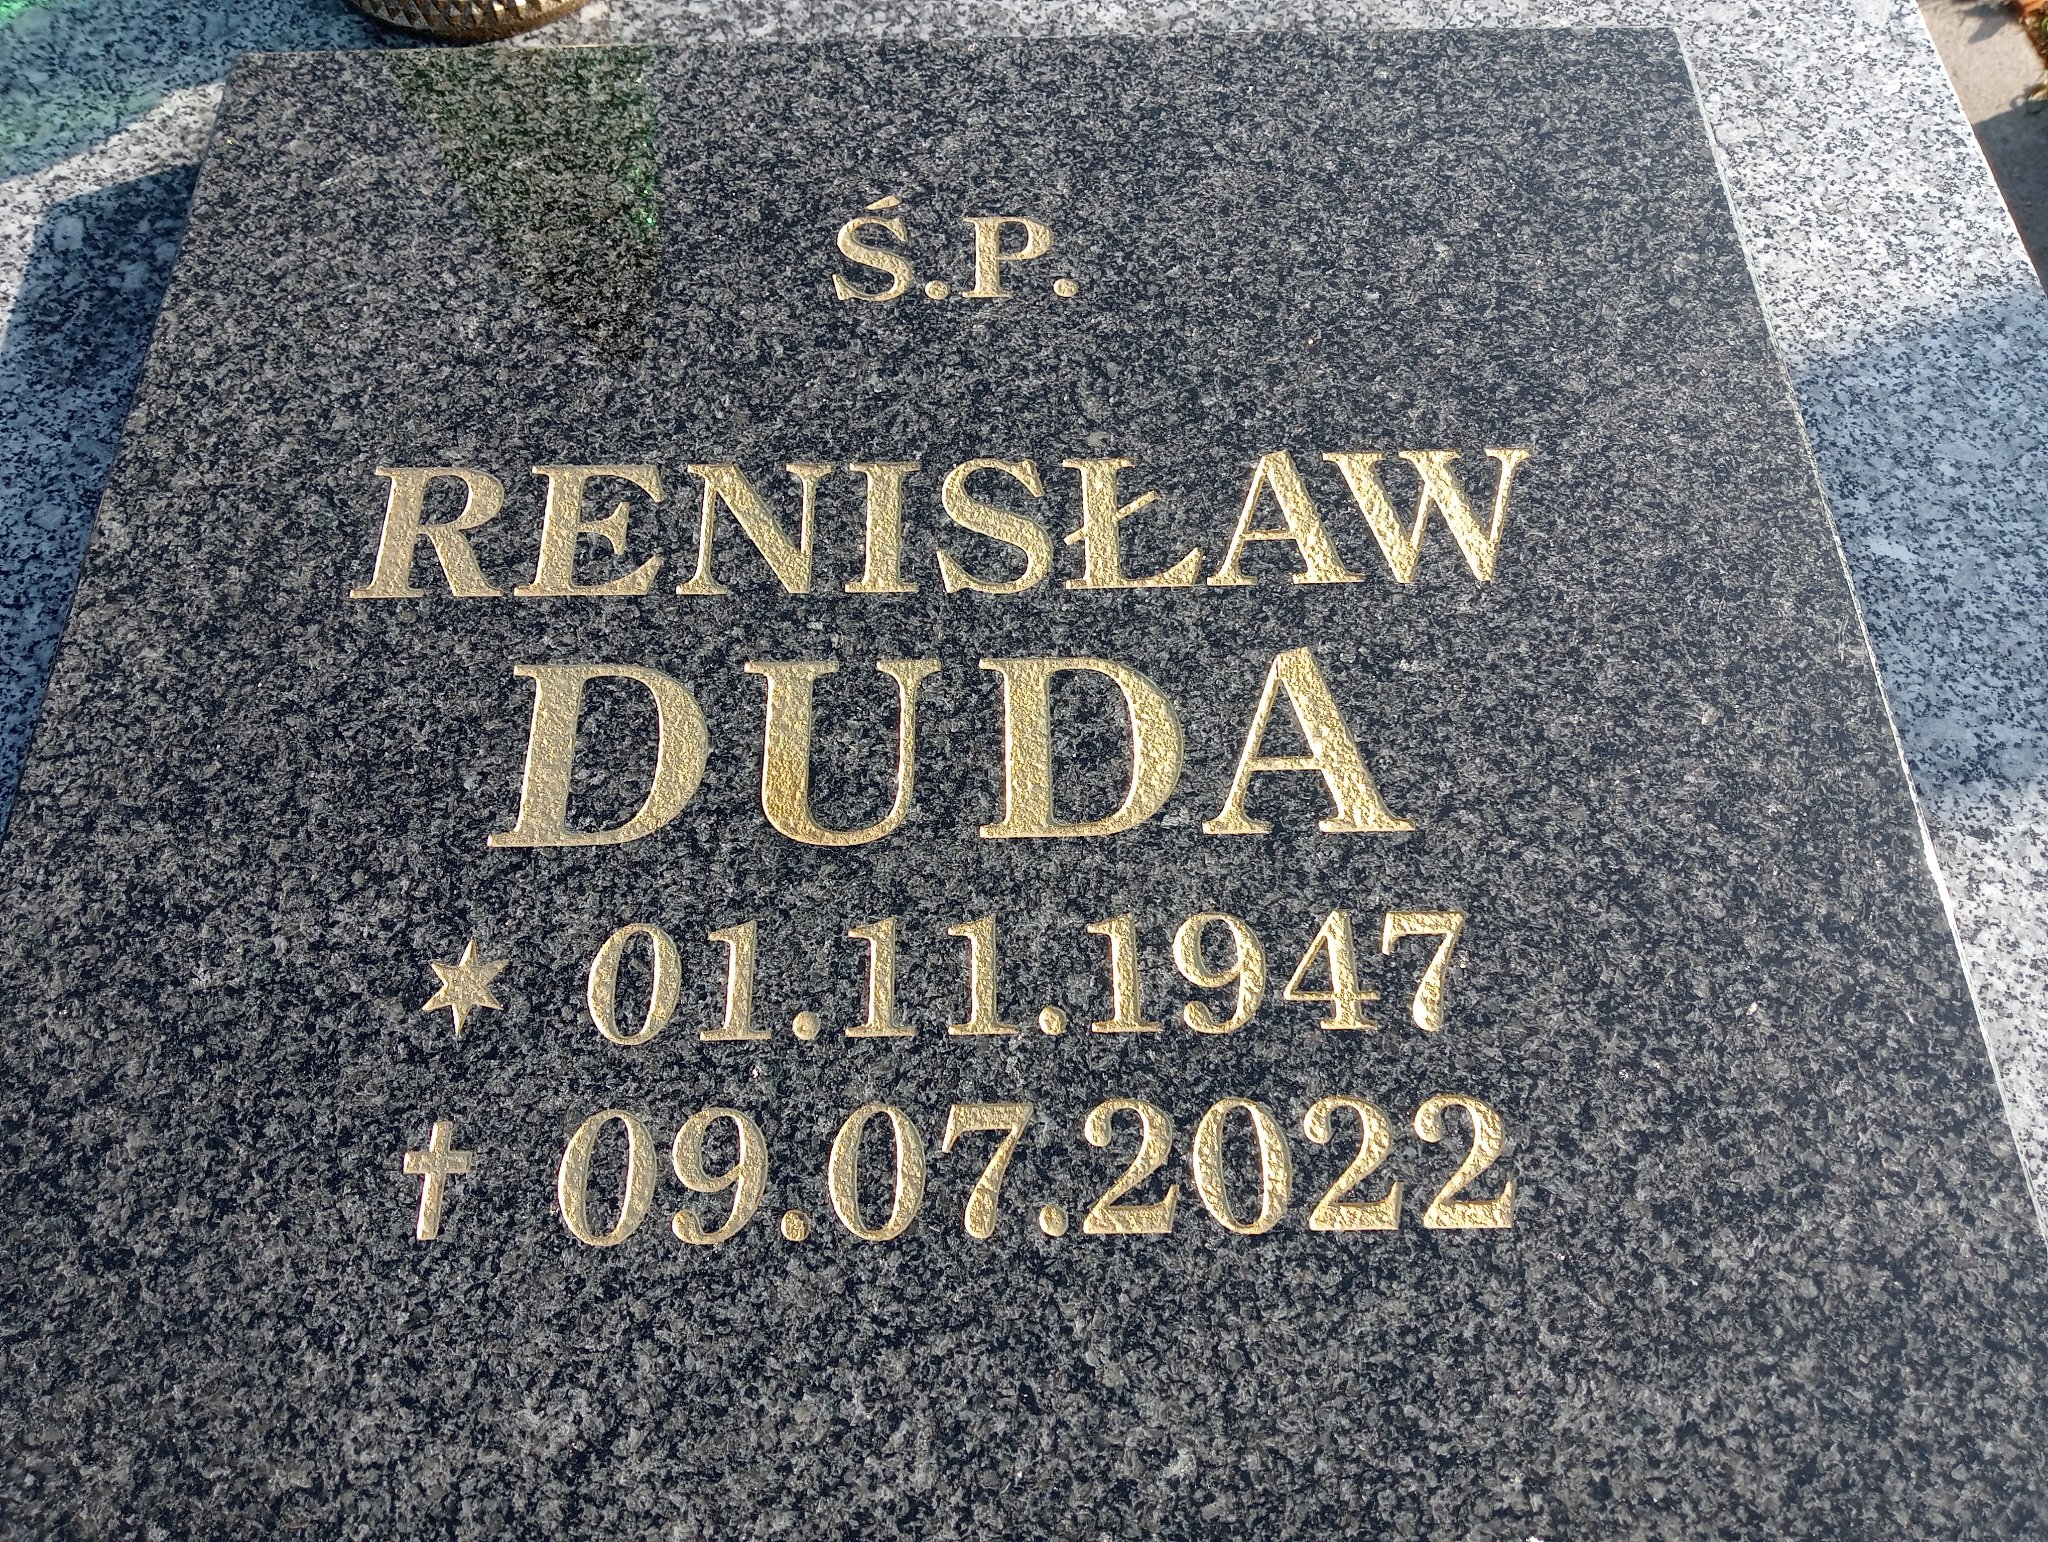 Ś.P.
RENISŁAW
DUDA
✶ 01.11.1947
✝ 09.07.2022